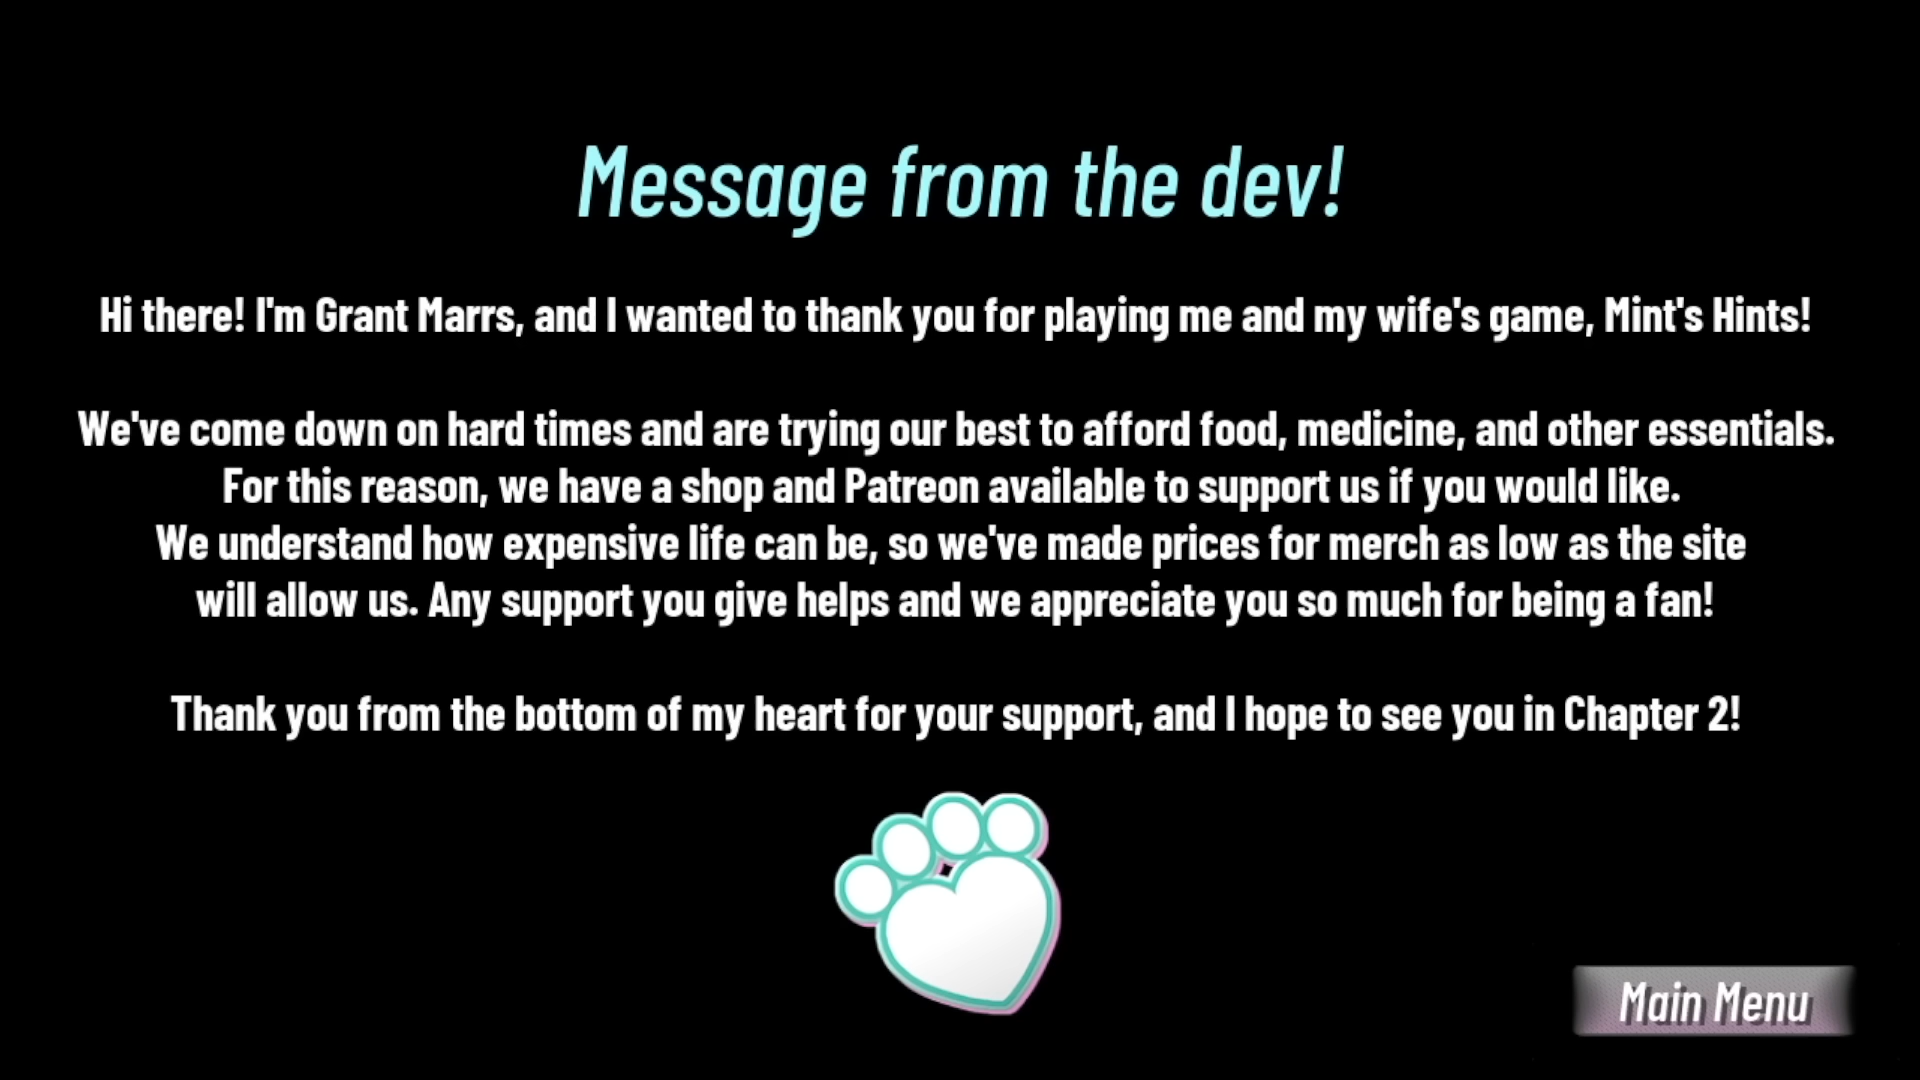 Message from the dev!
Hi there! I'm Grant Marrs, and I wanted to thank you for playing me and my wife's game, Mint's Hints!
We've come down on hard times and are trying our best to afford food, medicine, and other essentials.
For this reason, we have a shop and Patreon available to support us if you would like.
We understand how expensive life can be, so we've made prices for merch as low as the site
will allow us. Any support you give helps and we appreciate you so much for being a fan!
Thank you from the bottom of my heart for your support, and I hope to see you in Chapter 2!
Main Menu